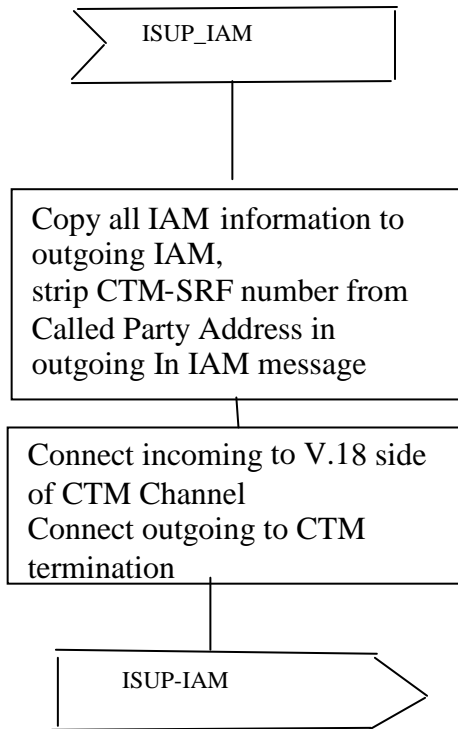 ISUP_IAM
Copy all IAM information to
outgoing IAM,
strip CTM-SRF number from
Called Party Address in
outgoing In IAM message
Connect incoming to V.18 side
of CTM Channel
Connect outgoing to CTM
termination
ISUP-IAM